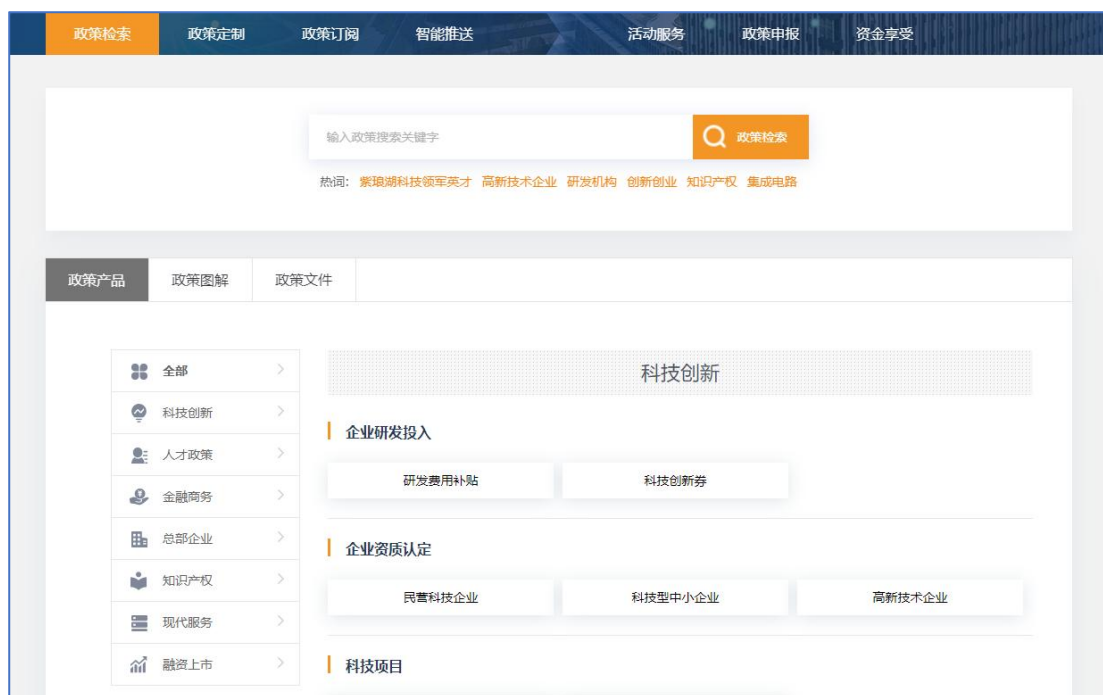 政策检索 政策定制 政策订阅 智能推送 活动服务 政策申报 资金享受
输入政策搜索关键字 政策检索
热词: 紫琅湖科技领军英才 高新技术企业 研发机构 创新创业 知识产权 集成电路
政策产品 政策图解 政策文件
全部
科技创新
人才政策
金融商务
总部企业
知识产权
现代服务
融资上市
科技创新
企业研发投入
研发费用补贴 科技创新券
企业资质认定
民营科技企业 科技型中小企业 高新技术企业
科技项目